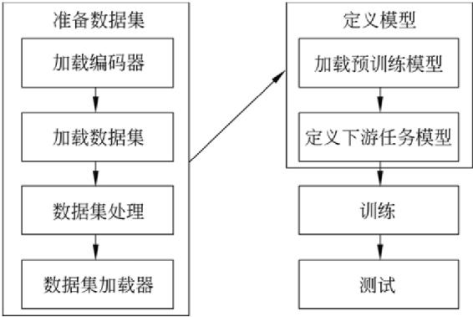 准备数据集
加载编码器
加载数据集
数据集处理
数据集加载器
定义模型
加载预训练模型
定义下游任务模型
训练
测试